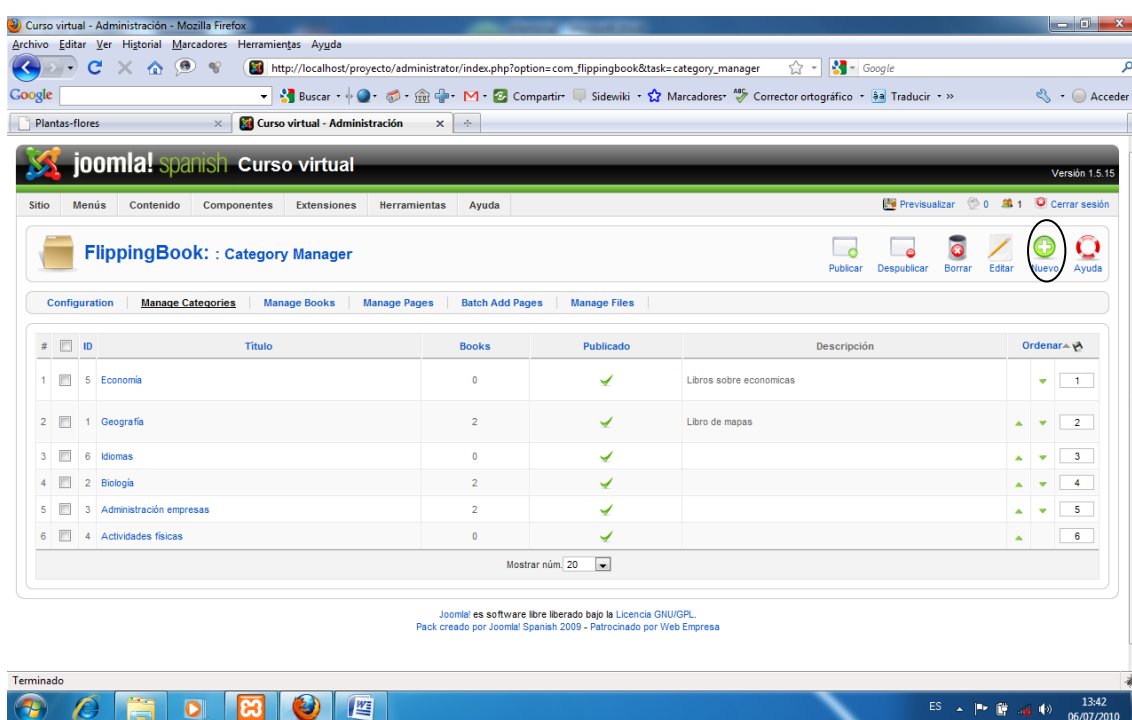 Curso virtual - Administración - Mozilla Firefox
Archivo Editar Ver Historial Marcadores Herramientas Ayuda
http://localhost/proyecto/administrator/index.php?option=com_flippingbook&task=category_manager Google
Google Buscar Compartir Sidewiki Marcadores Corrector ortográfico Traducir » Acceder
Plantas-flores Curso virtual - Administración
joomla! spanish Curso virtual
Versión 1.5.15
Sitio Menús Contenido Componentes Extensiones Herramientas Ayuda Previsualizar 0 1 Cerrar sesión
FlippingBook: : Category Manager
Publicar Despublicar Borrar Editar Nuevo Ayuda
Configuration Manage Categories Manage Books Manage Pages Batch Add Pages Manage Files
# ID Título Books Publicado Descripción Ordenar
1 5 Economía 0 Libros sobre economicas 1
2 1 Geografía 2 Libro de mapas 2
3 6 Idiomas 0 3
4 2 Biología 2 4
5 3 Administración empresas 2 5
6 4 Actividades físicas 0 6
Mostrar núm. 20
Joomla! es software libre liberado bajo la Licencia GNU/GPL.
Pack creado por Joomla! Spanish 2009 - Patrocinado por Web Empresa
Terminado
ES 13:42
06/07/2010